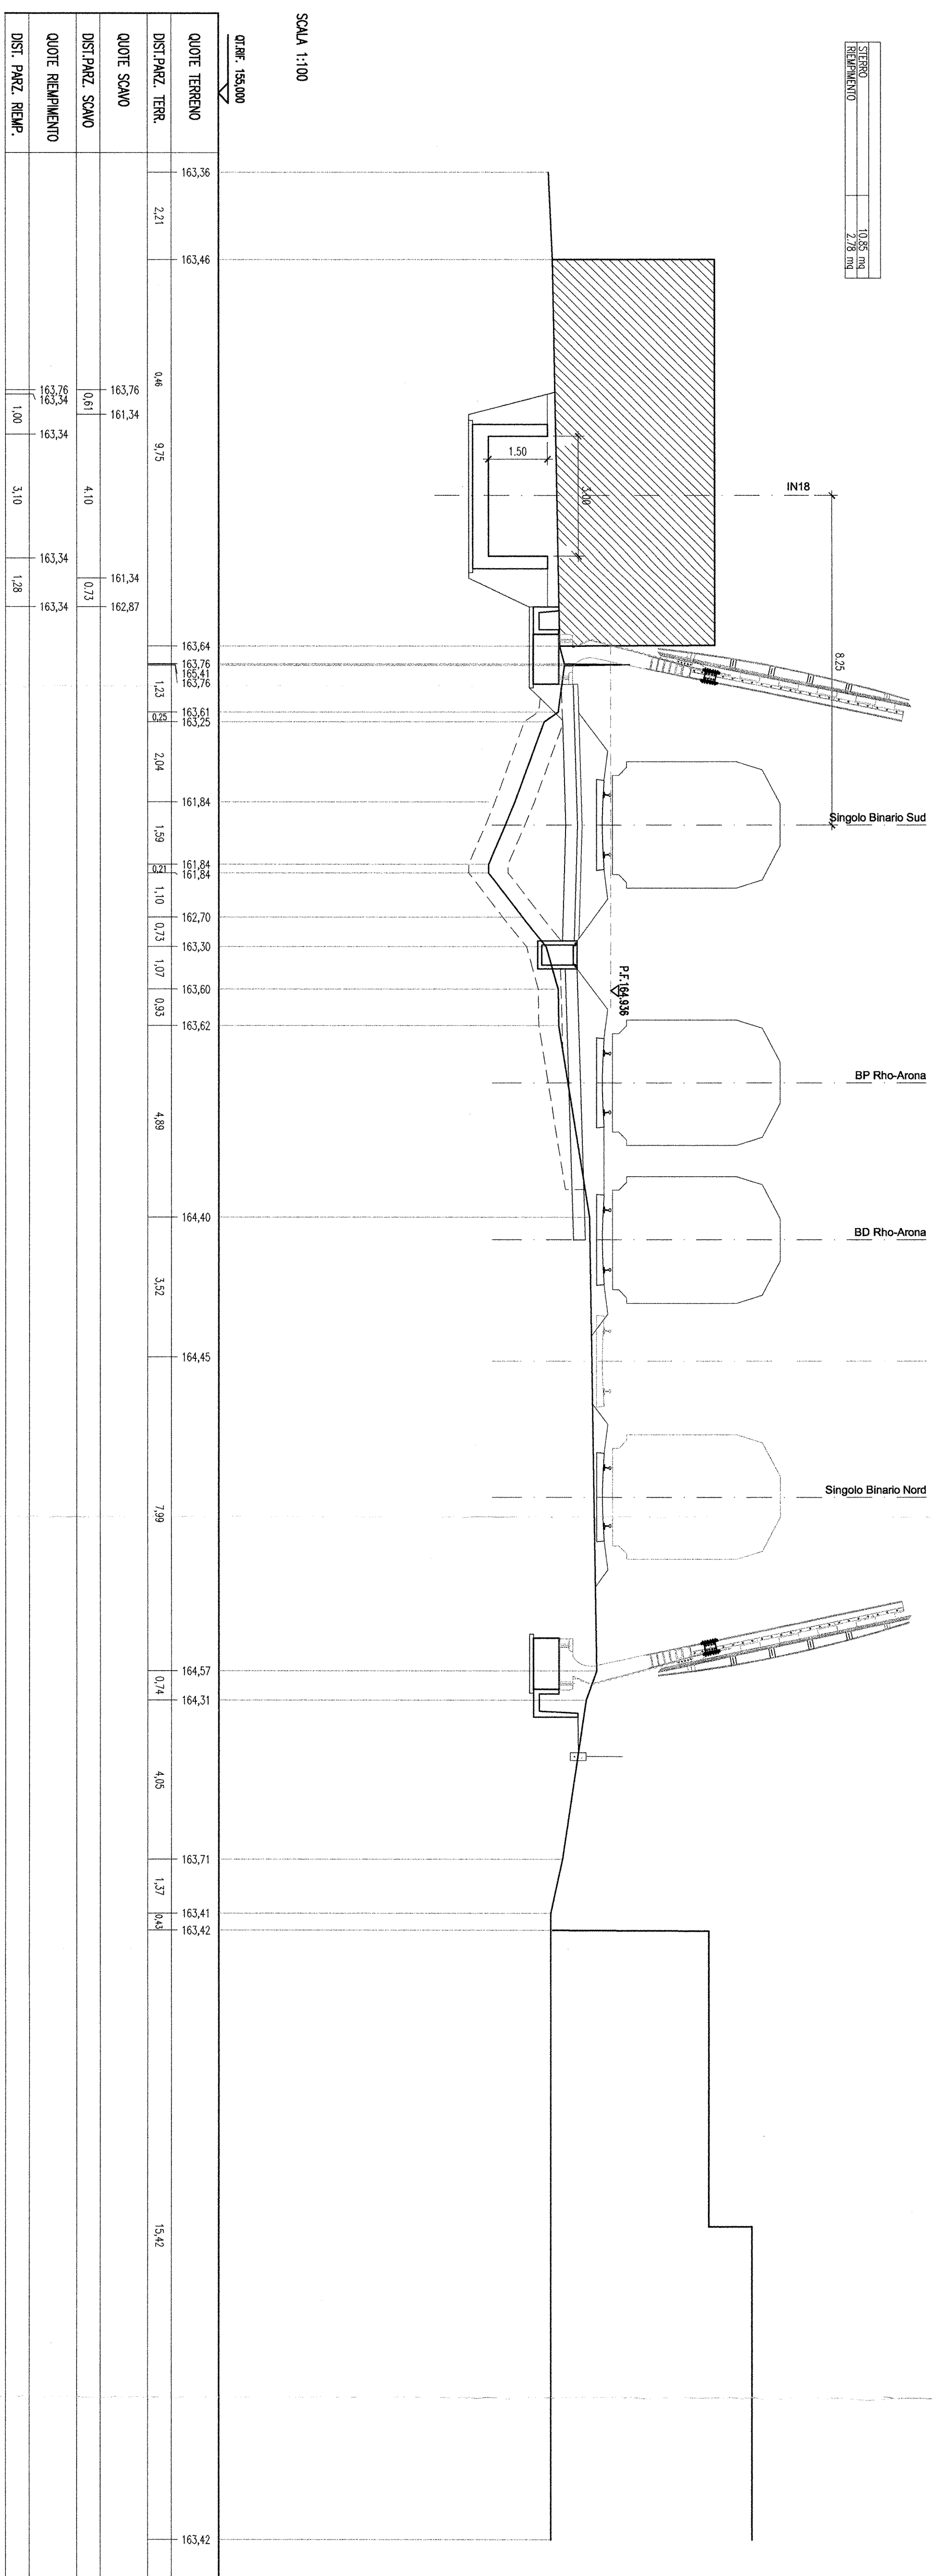 STERRO 10.85 mq
RIEMPIMENTO 2.78 mq
IN18
8.25
Singolo Binario Sud
BP Rho-Arona
BD Rho-Arona
Singolo Binario Nord
P.F.164.936
3.00
1.50
SCALA 1:100
QT.RIF. 155,000
QUOTE TERRENO 163,36 163,46 163,64 163,76 165,41 163,76 163,61 163,25 161,84 161,84 161,84 162,70 163,30 163,60 163,62 164,40 164,45 164,57 164,31 163,71 163,41 163,42 163,42
DIST.PARZ. TERR. 2,21 9,75 0,46 1,23 0,25 2,04 1,59 0,21 1,10 0,73 1,07 0,93 4,89 3,52 7,99 0,74 4,05 1,37 0,43 15,42
QUOTE SCAVO 163,76 161,34 161,34 162,87
DIST.PARZ. SCAVO 0,61 4.10 0,73
QUOTE RIEMPIMENTO 163,76 163,34 163,34 163,34 163,34
DIST. PARZ. RIEMP. 1,00 3,10 1,28